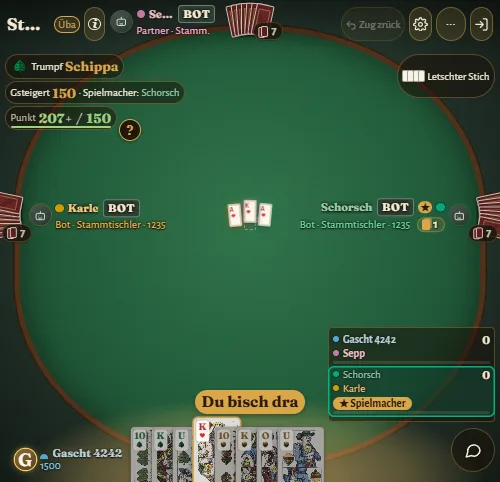 St...
Üba
Se...
BOT
Partner · Stamm.
7
Zug zrück
...
Trumpf Schippa
Gsteigert 150 · Spielmacher: Schorsch
Punkt 207+ / 150
?
Letschter Stich
Karle BOT
Bot · Stammtischler · 1235
7
A K A
Schorsch BOT
Bot · Stammtischler · 1235
1
7
Gascht 4242 0
Sepp
Schorsch 0
Karle
★ Spielmacher
Du bisch dra
10 K U K 10 K O U
G Gascht 4242
1500